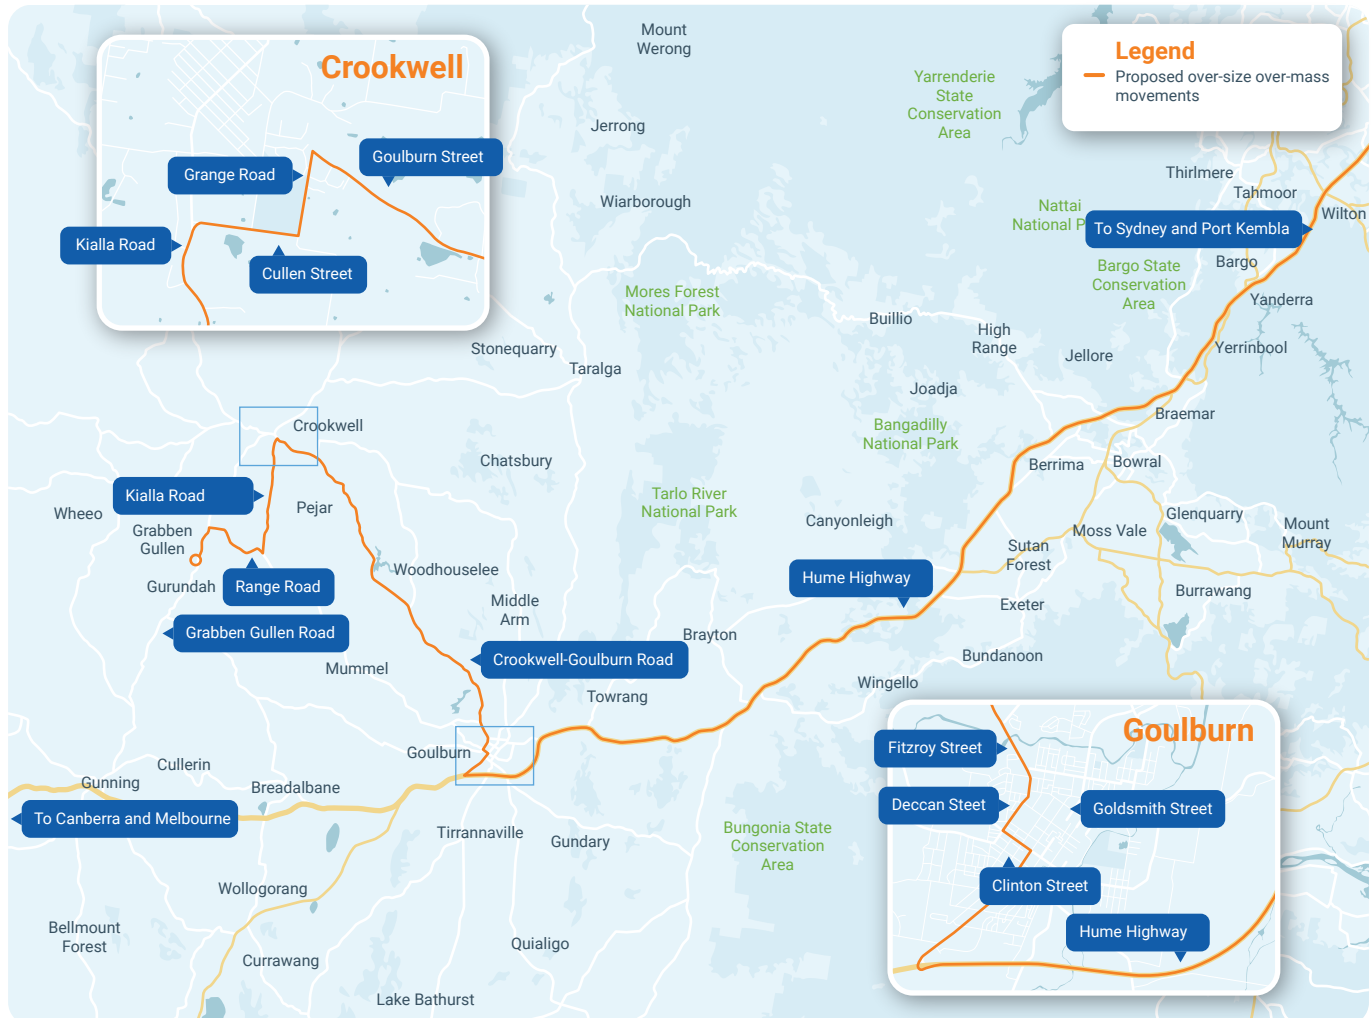 Mount
Werong
Legend
Proposed over-size over-mass
movements
Crookwell
Yarrenderie
State
Conservation
Area
Jerrong
Goulburn Street
Grange Road
Thirlmere
Tahmoor
Wiarborough
Nattai
National P
Wilton
To Sydney and Port Kembla
Kialla Road
Cullen Street
Bargo State
Conservation
Area
Bargo
Mores Forest
National Park
Yanderra
Buillio
High
Range
Stonequarry
Jellore
Yerrinbool
Taralga
Joadja
Braemar
Crookwell
Bangadilly
National Park
Chatsbury
Berrima
Bowral
Kialla Road
Pejar
Tarlo River
National Park
Wheeo
Canyonleigh
Glenquarry
Grabben
Gullen
Moss Vale
Mount
Murray
Sutan
Forest
Woodhouselee
Hume Highway
Gurundah
Range Road
Burrawang
Middle
Arm
Exeter
Grabben Gullen Road
Brayton
Crookwell-Goulburn Road
Bundanoon
Mummel
Wingello
Towrang
Goulburn
Goulburn
Fitzroy Street
Cullerin
Gunning
Breadalbane
Deccan Steet
Goldsmith Street
To Canberra and Melbourne
Tirrannaville
Gundary
Bungonia State
Conservation
Area
Clinton Street
Wollogorang
Bellmount
Forest
Hume Highway
Quialigo
Currawang
Lake Bathurst